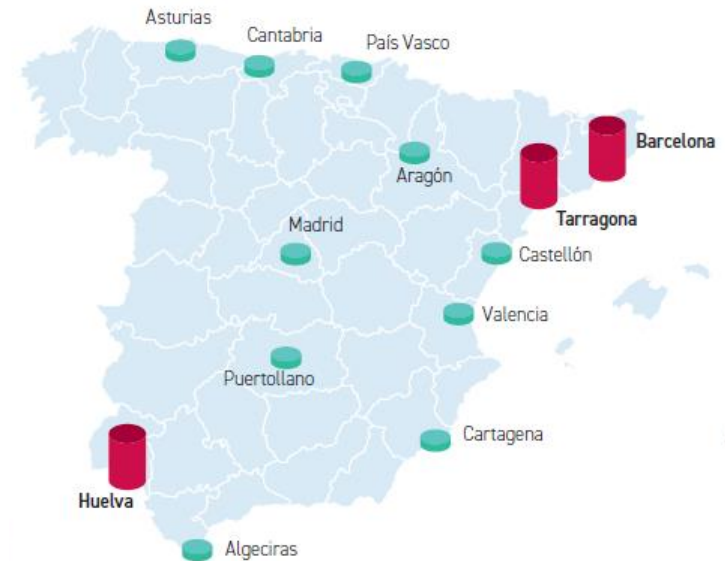 Asturias
Cantabria
País Vasco
Barcelona
Aragón
Tarragona
Madrid
Castellón
Valencia
Puertollano
Cartagena
Huelva
Algeciras